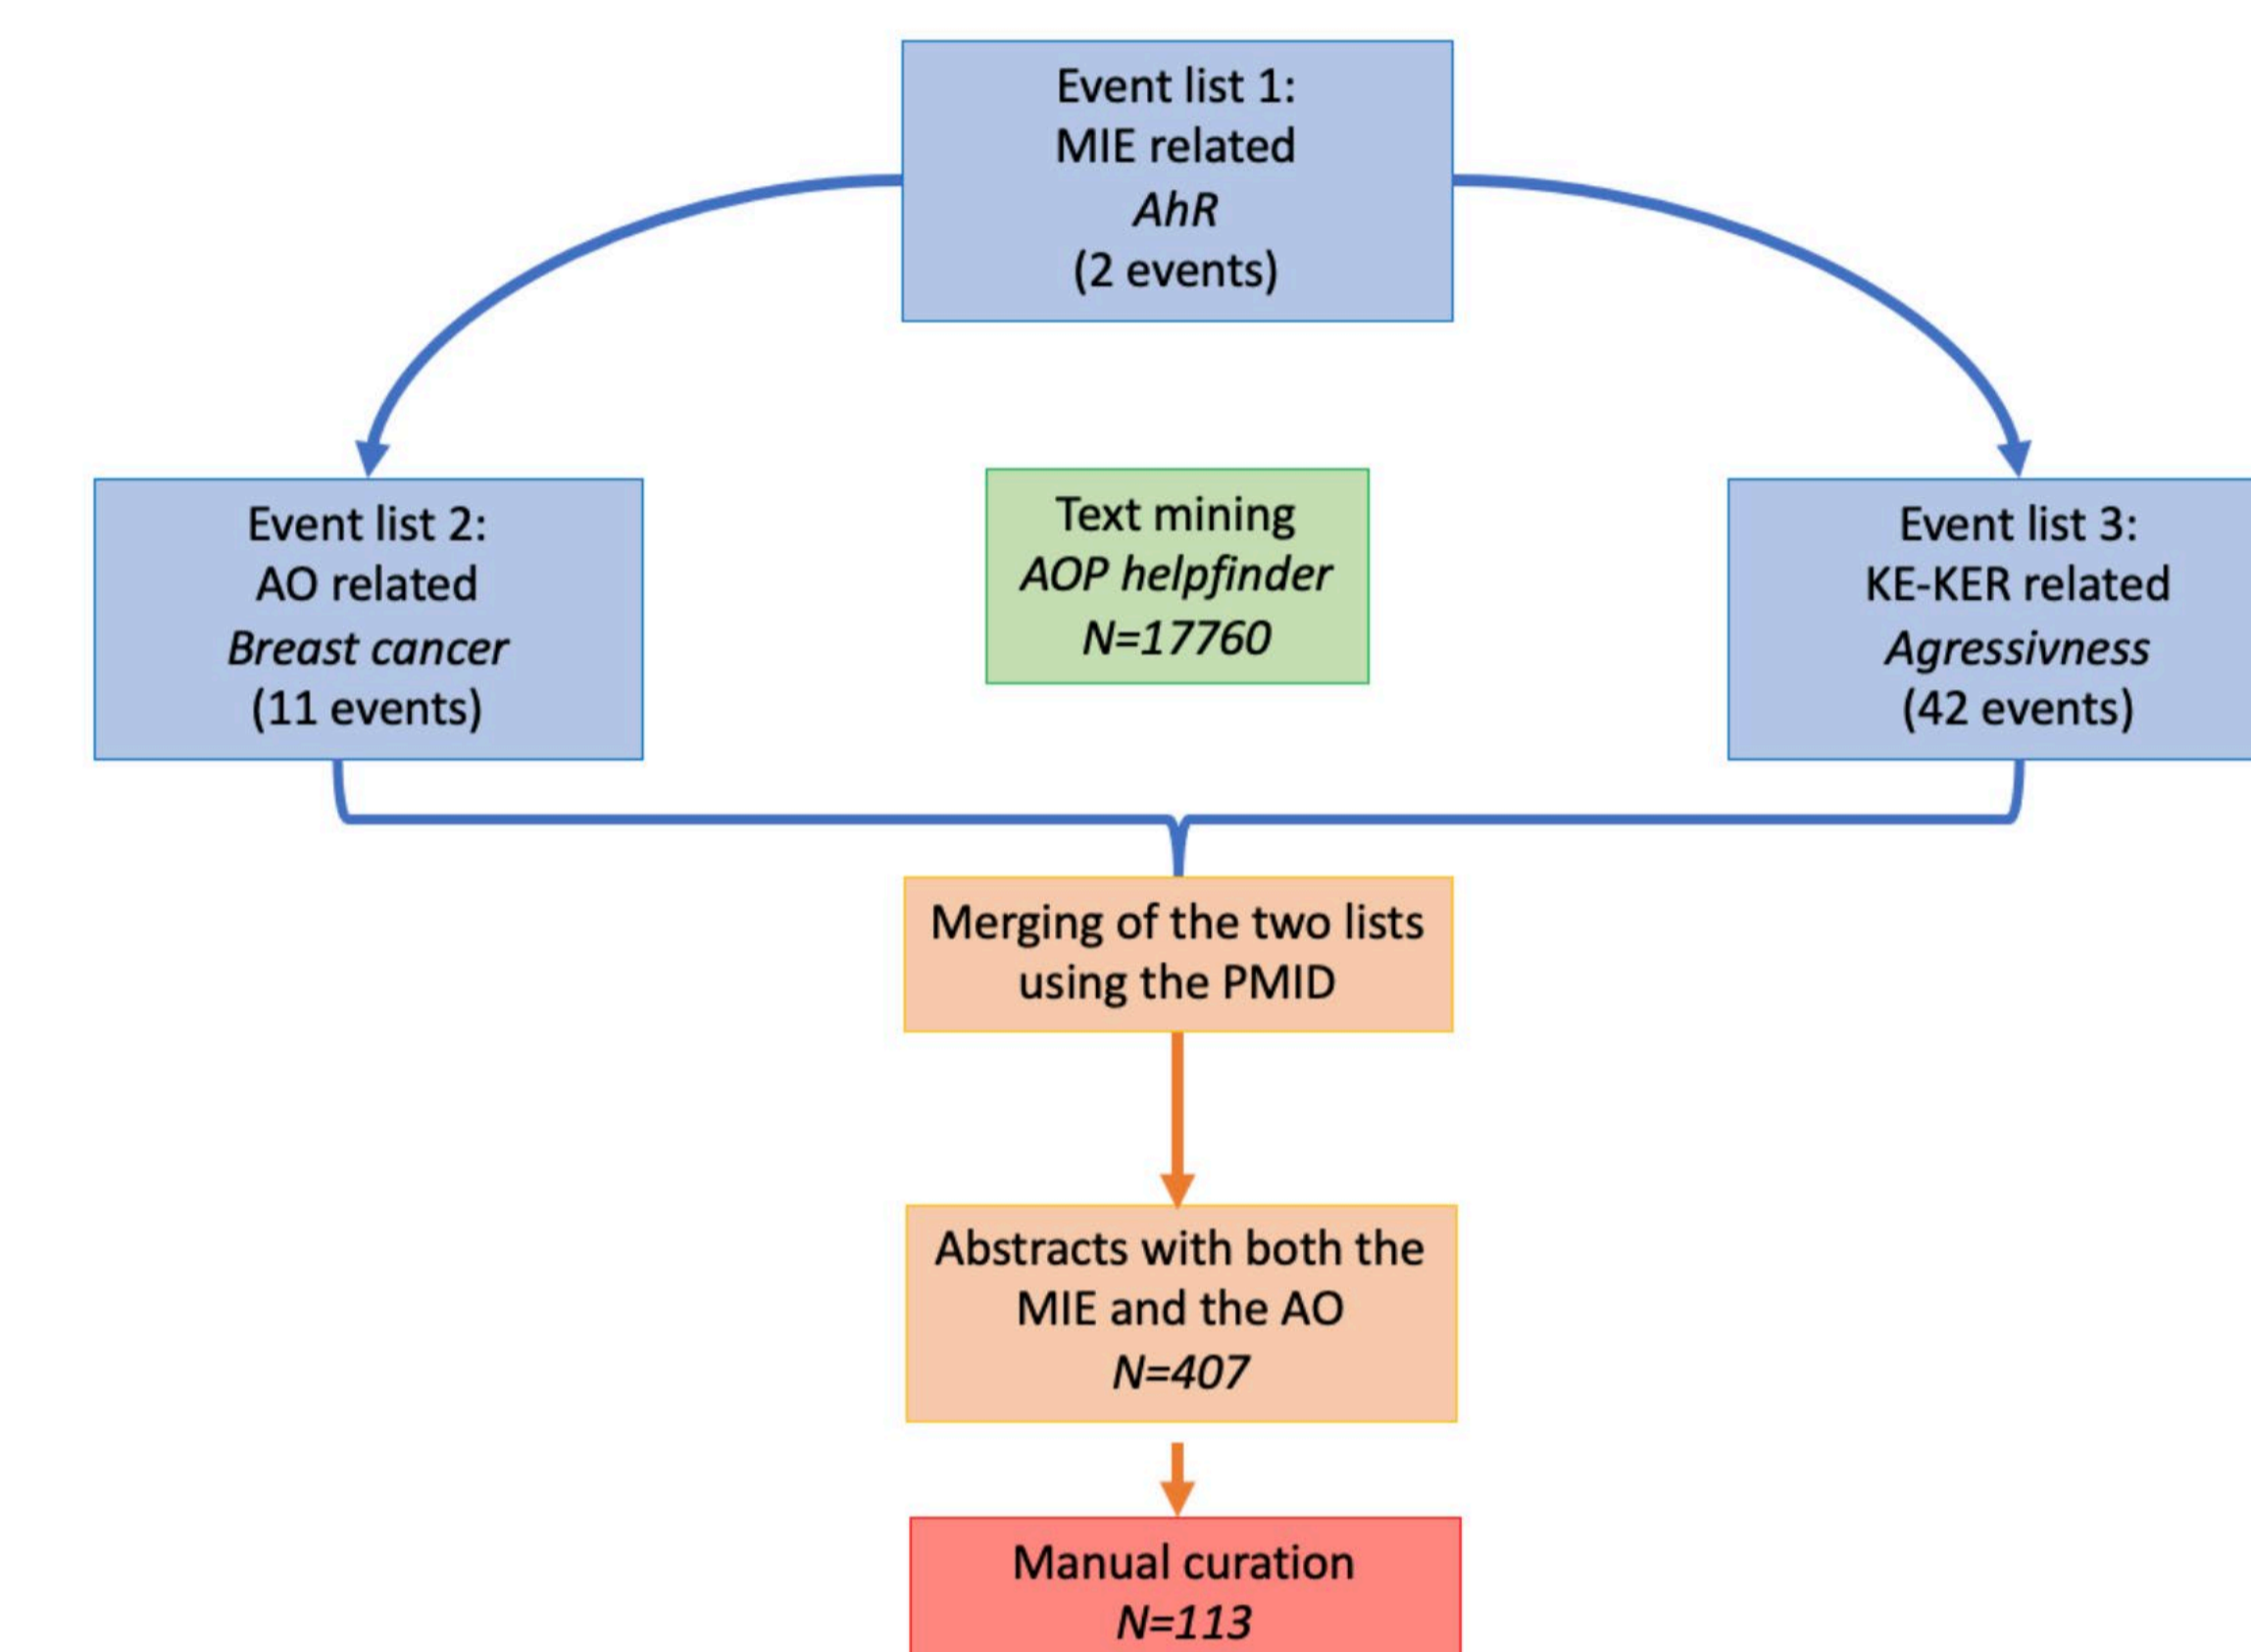 Event list 1:
MIE related
AhR
(2 events)
Event list 2:
AO related
Breast cancer
(11 events)
Text mining
AOP helpfinder
N=17760
Event list 3:
KE-KER related
Agressivness
(42 events)
Merging of the two lists
using the PMID
Abstracts with both the
MIE and the AO
N=407
Manual curation
N=113